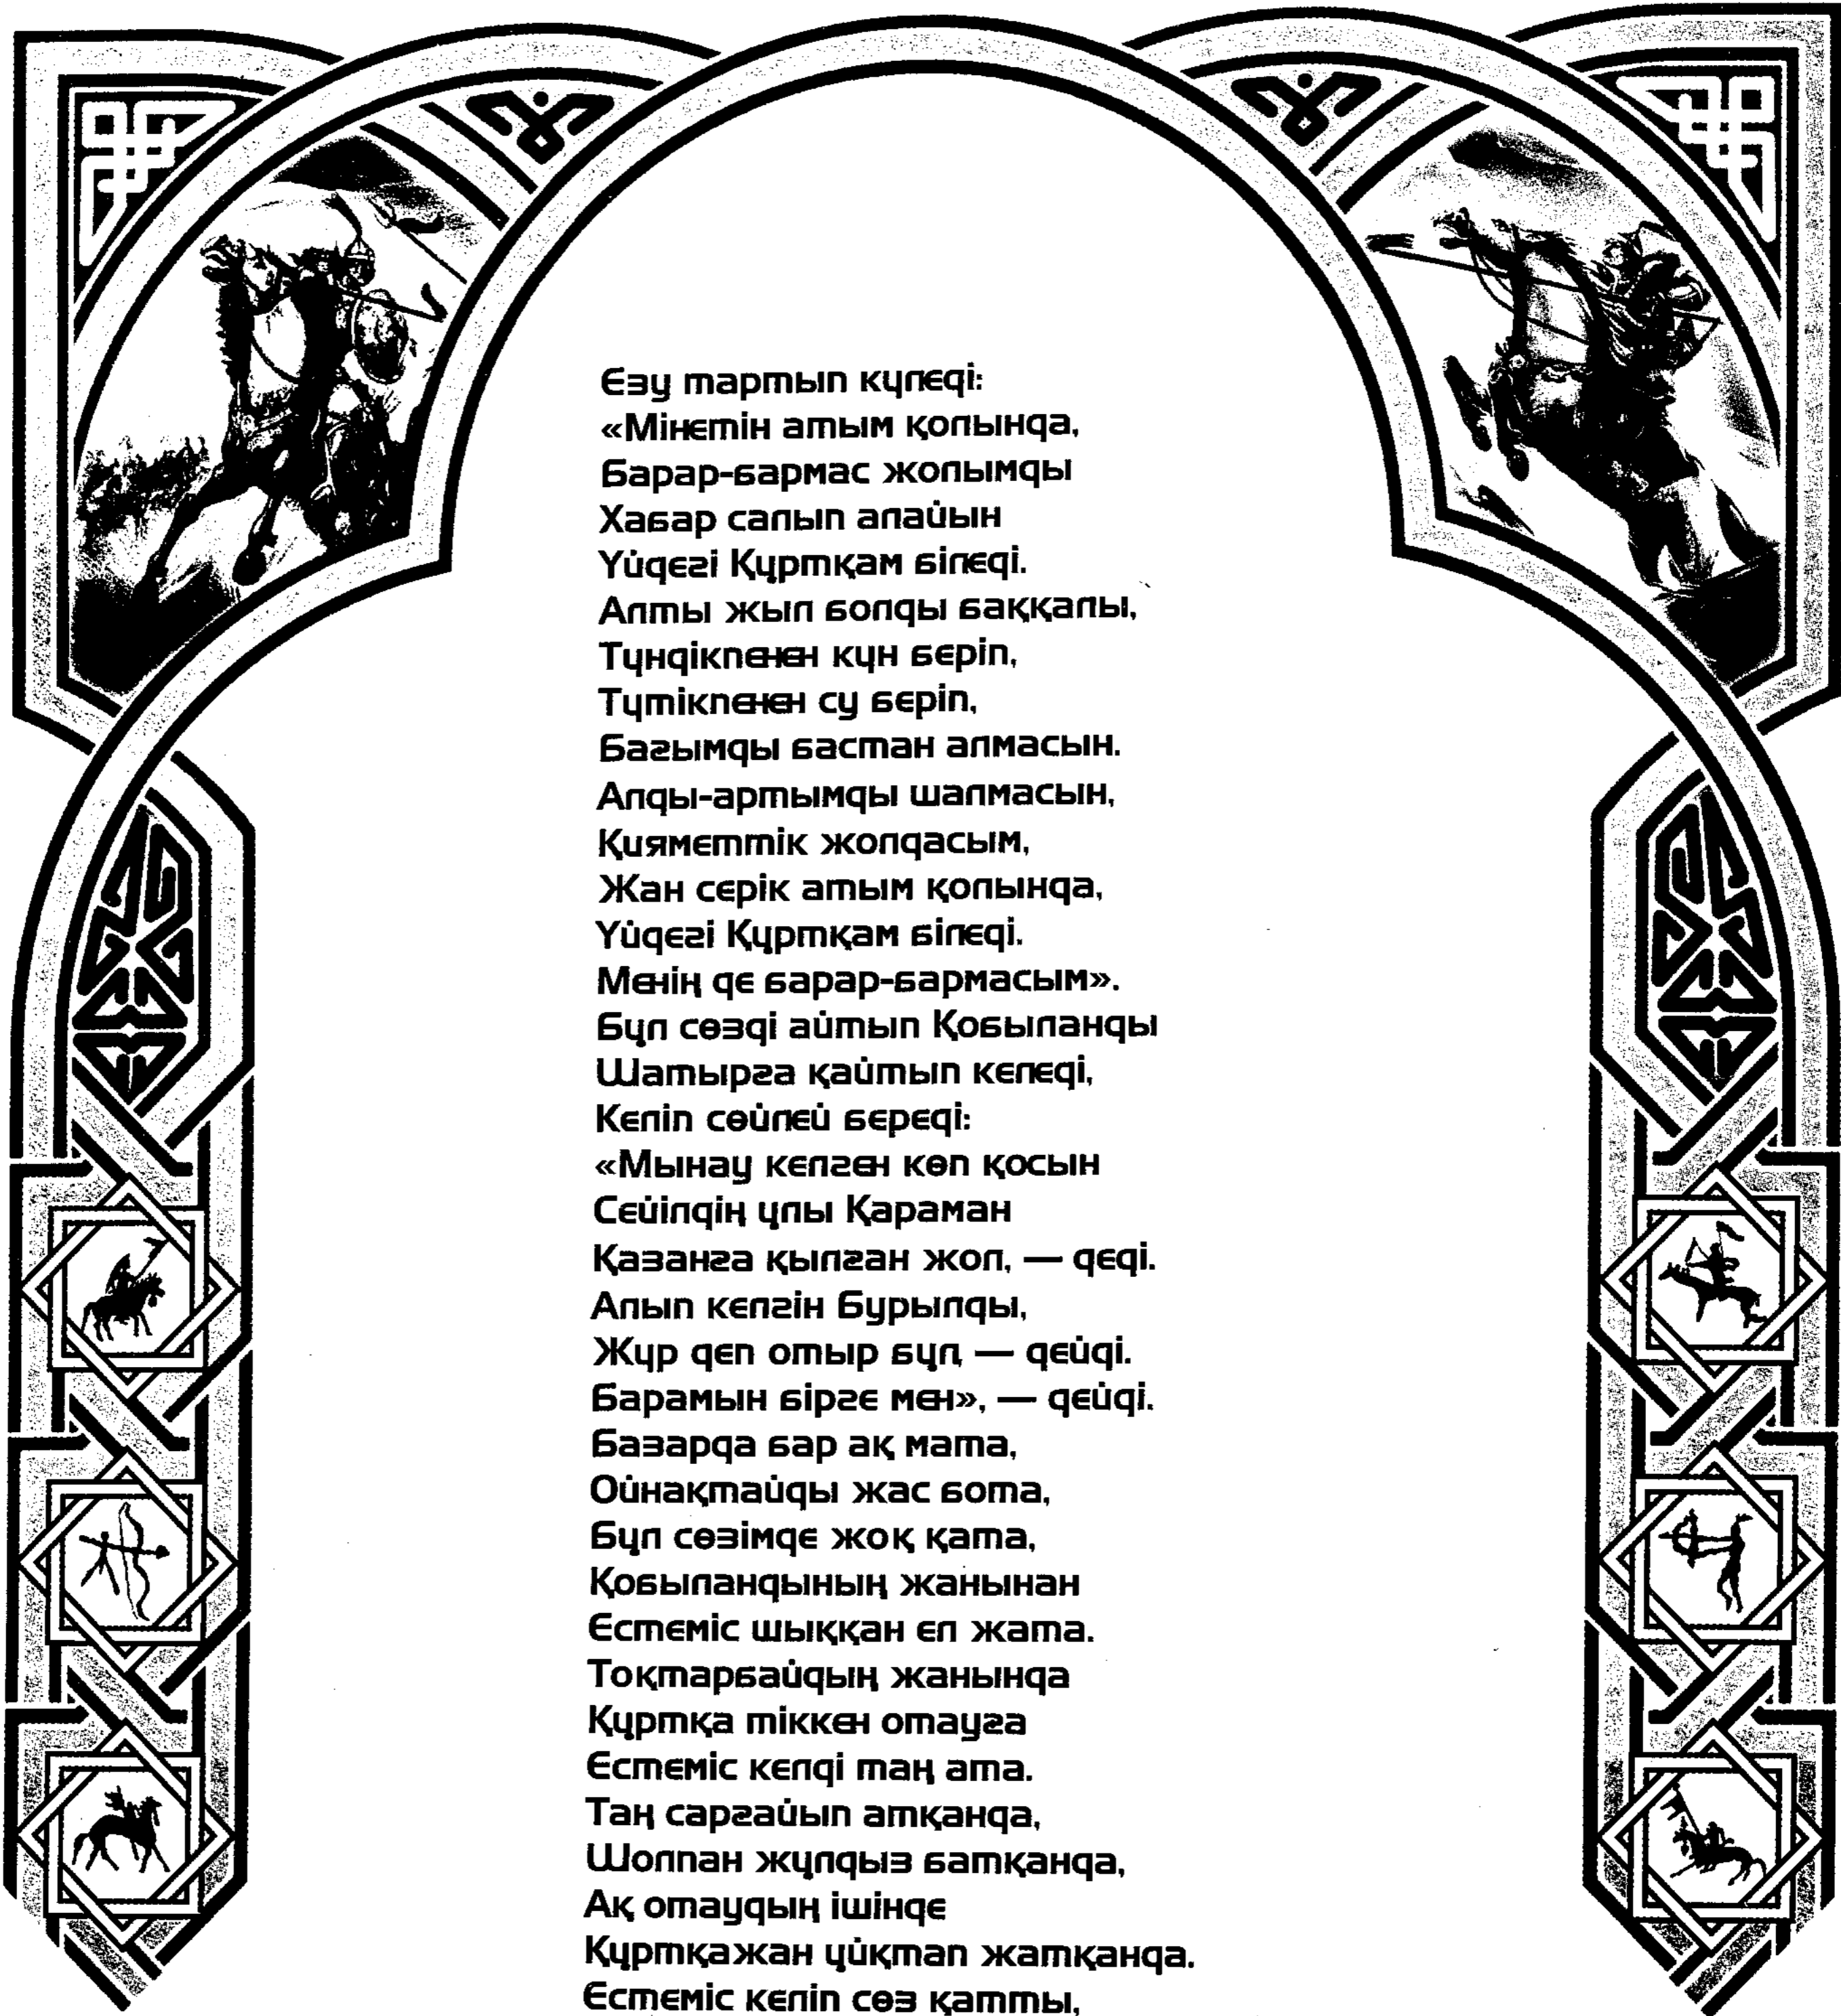 Езу тартып күледі:
«Мінетін атым қолында,
Барар-бармас жолымды
Хабар салып алайын
Үйдегі Құртқам біледі.
Алты жыл болды баққалы,
Түндікпенен күн беріп,
Түтікпенен су беріп,
Бағымды бастан алмасын.
Алды-артымды шалмасын,
Қияметтік жолдасым,
Жан серік атым қолында,
Үйдегі Құртқам біледі.
Менің де барар-бармасым».
Бұл сөзді айтып Қобыланды
Шатырға қайтып келеді,
Келіп сөйлей береді:
«Мынау келген көп қосын
Сейілдің ұлы Қараман
Қазанға қылған жол, — деді.
Алып келгін Бурылды,
Жүр деп отыр бұл, — дейді.
Барамын бірге мен», — дейді.
Базарда бар ақ мата,
Ойнақтайды жас бота,
Бұл сөзімде жоқ қата,
Қобыландының жанынан
Естеміс шыққан ел жата.
Тоқтарбайдың жанында
Құртқа тіккен отауға
Естеміс келді таң ата.
Таң сарғайып атқанда,
Шолпан жұлдыз батқанда,
Ақ отаудың ішінде
Құртқажан ұйқтап жатқанда.
Естеміс келіп сөз қатты,